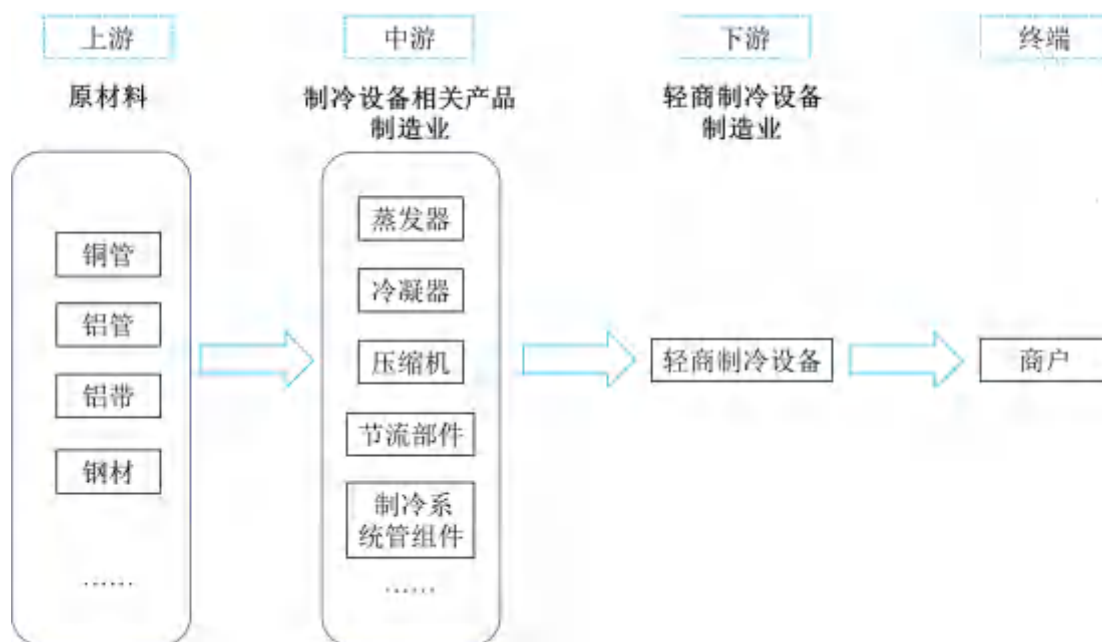 上游
中游
下游
终端
原材料
制冷设备相关产品
制造业
轻商制冷设备
制造业
铜管
铝管
铝带
钢材
……
蒸发器
冷凝器
压缩机
节流部件
制冷系
统管组件
……
轻商制冷设备
商户